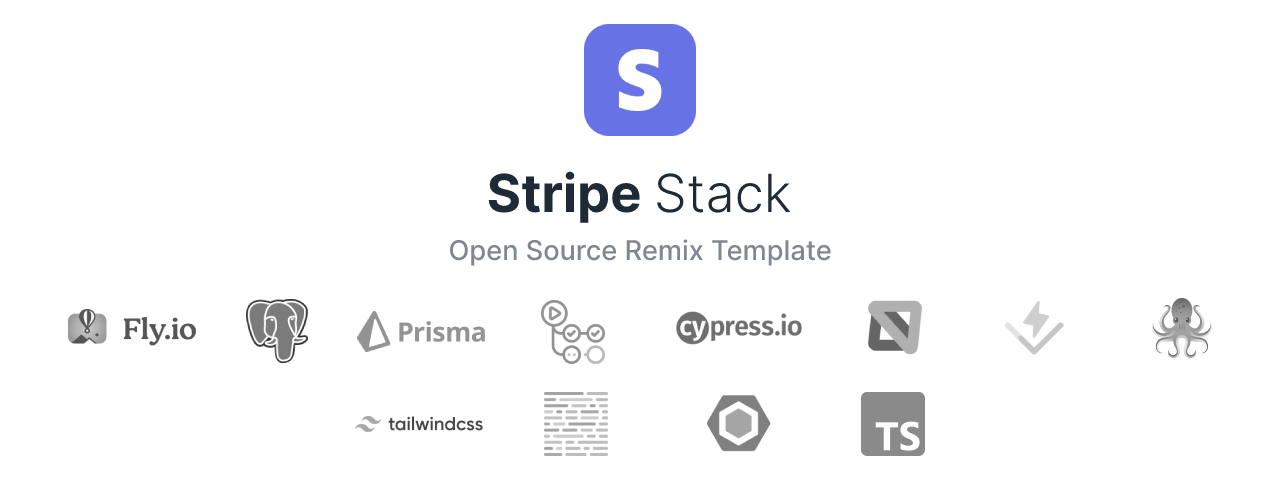 S
Stripe Stack
Open Source Remix Template
Fly.io
Prisma
cypress.io
tailwindcss
TS